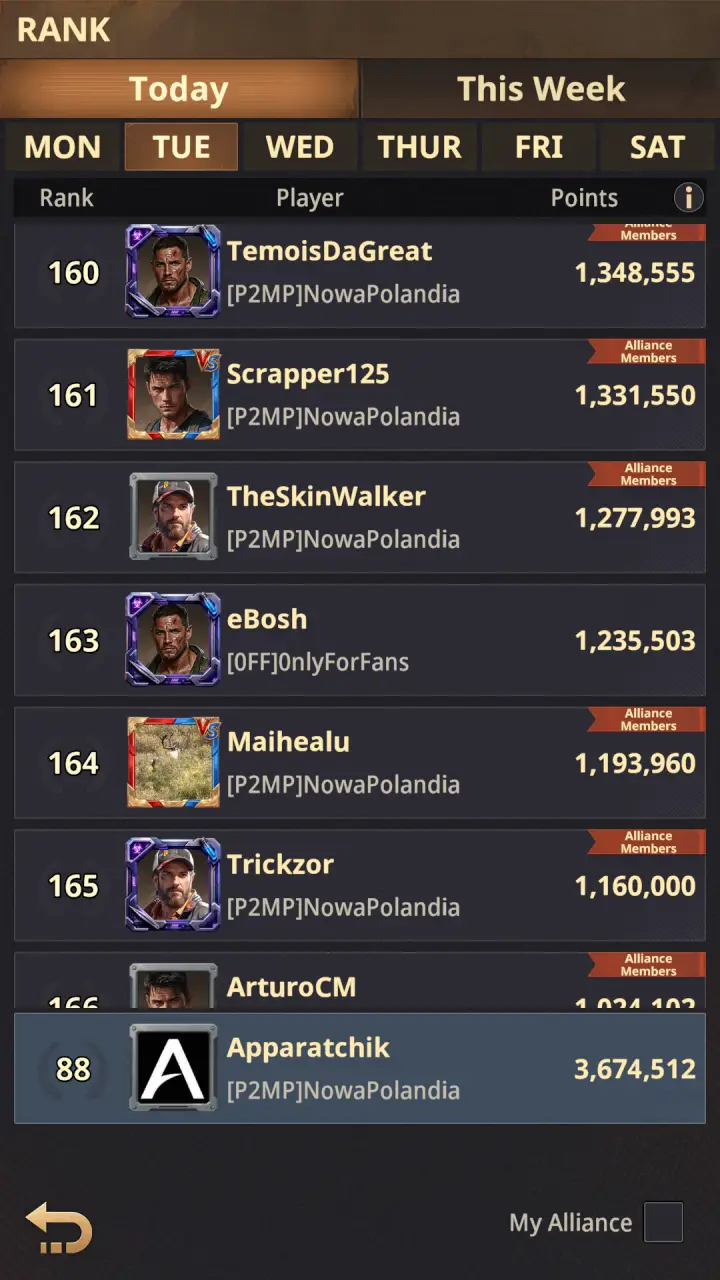 RANK
Today
This Week
MON
TUE
WED
THUR
FRI
SAT
Rank
Player
Points
Alliance
Members
160
TemoisDaGreat
[P2MP]NowaPolandia
1,348,555
Alliance
Members
161
Scrapper125
[P2MP]NowaPolandia
1,331,550
Alliance
Members
162
TheSkinWalker
[P2MP]NowaPolandia
1,277,993
163
eBosh
[0FF]0nlyForFans
1,235,503
Alliance
Members
164
Maihealu
[P2MP]NowaPolandia
1,193,960
Alliance
Members
165
Trickzor
[P2MP]NowaPolandia
1,160,000
Alliance
Members
166
ArturoCM
88
Apparatchik
[P2MP]NowaPolandia
3,674,512
My Alliance